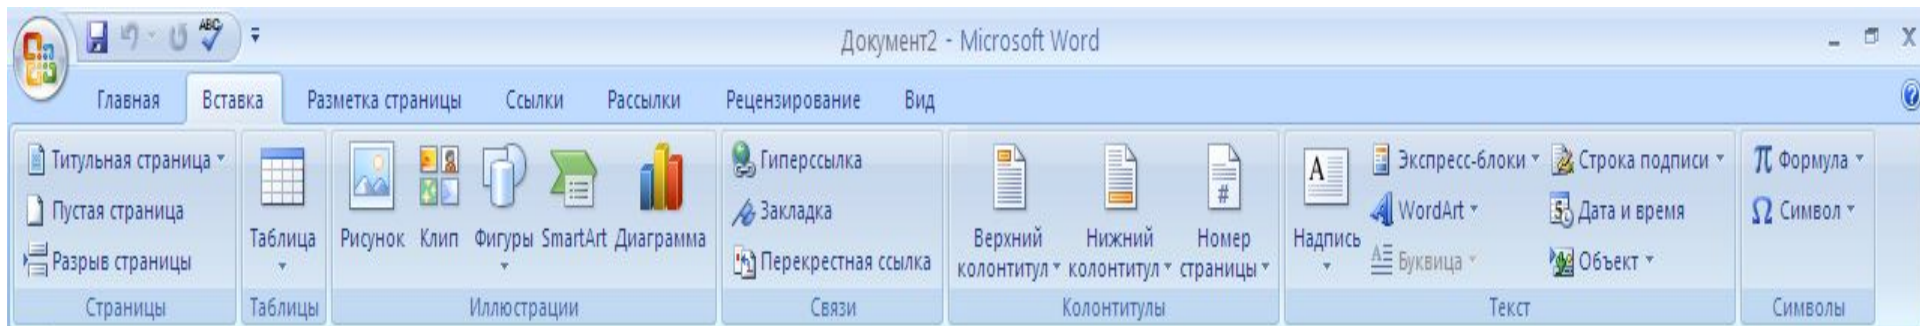 ABC
Документ2 - Microsoft Word
Главная Вставка Разметка страницы Ссылки Рассылки Рецензирование Вид
Титульная страница
Пустая страница
Разрыв страницы
Страницы
Таблица
Таблицы
Рисунок Клип Фигуры SmartArt Диаграмма
Иллюстрации
Гиперссылка
Закладка
Перекрестная ссылка
Связи
Верхний
колонтитул
Нижний
колонтитул
#
Номер
страницы
Колонтитулы
A
Надпись
Экспресс-блоки
WordArt
Буквица
Строка подписи
Дата и время
Объект
Текст
π Формула
Ω Символ
Символы